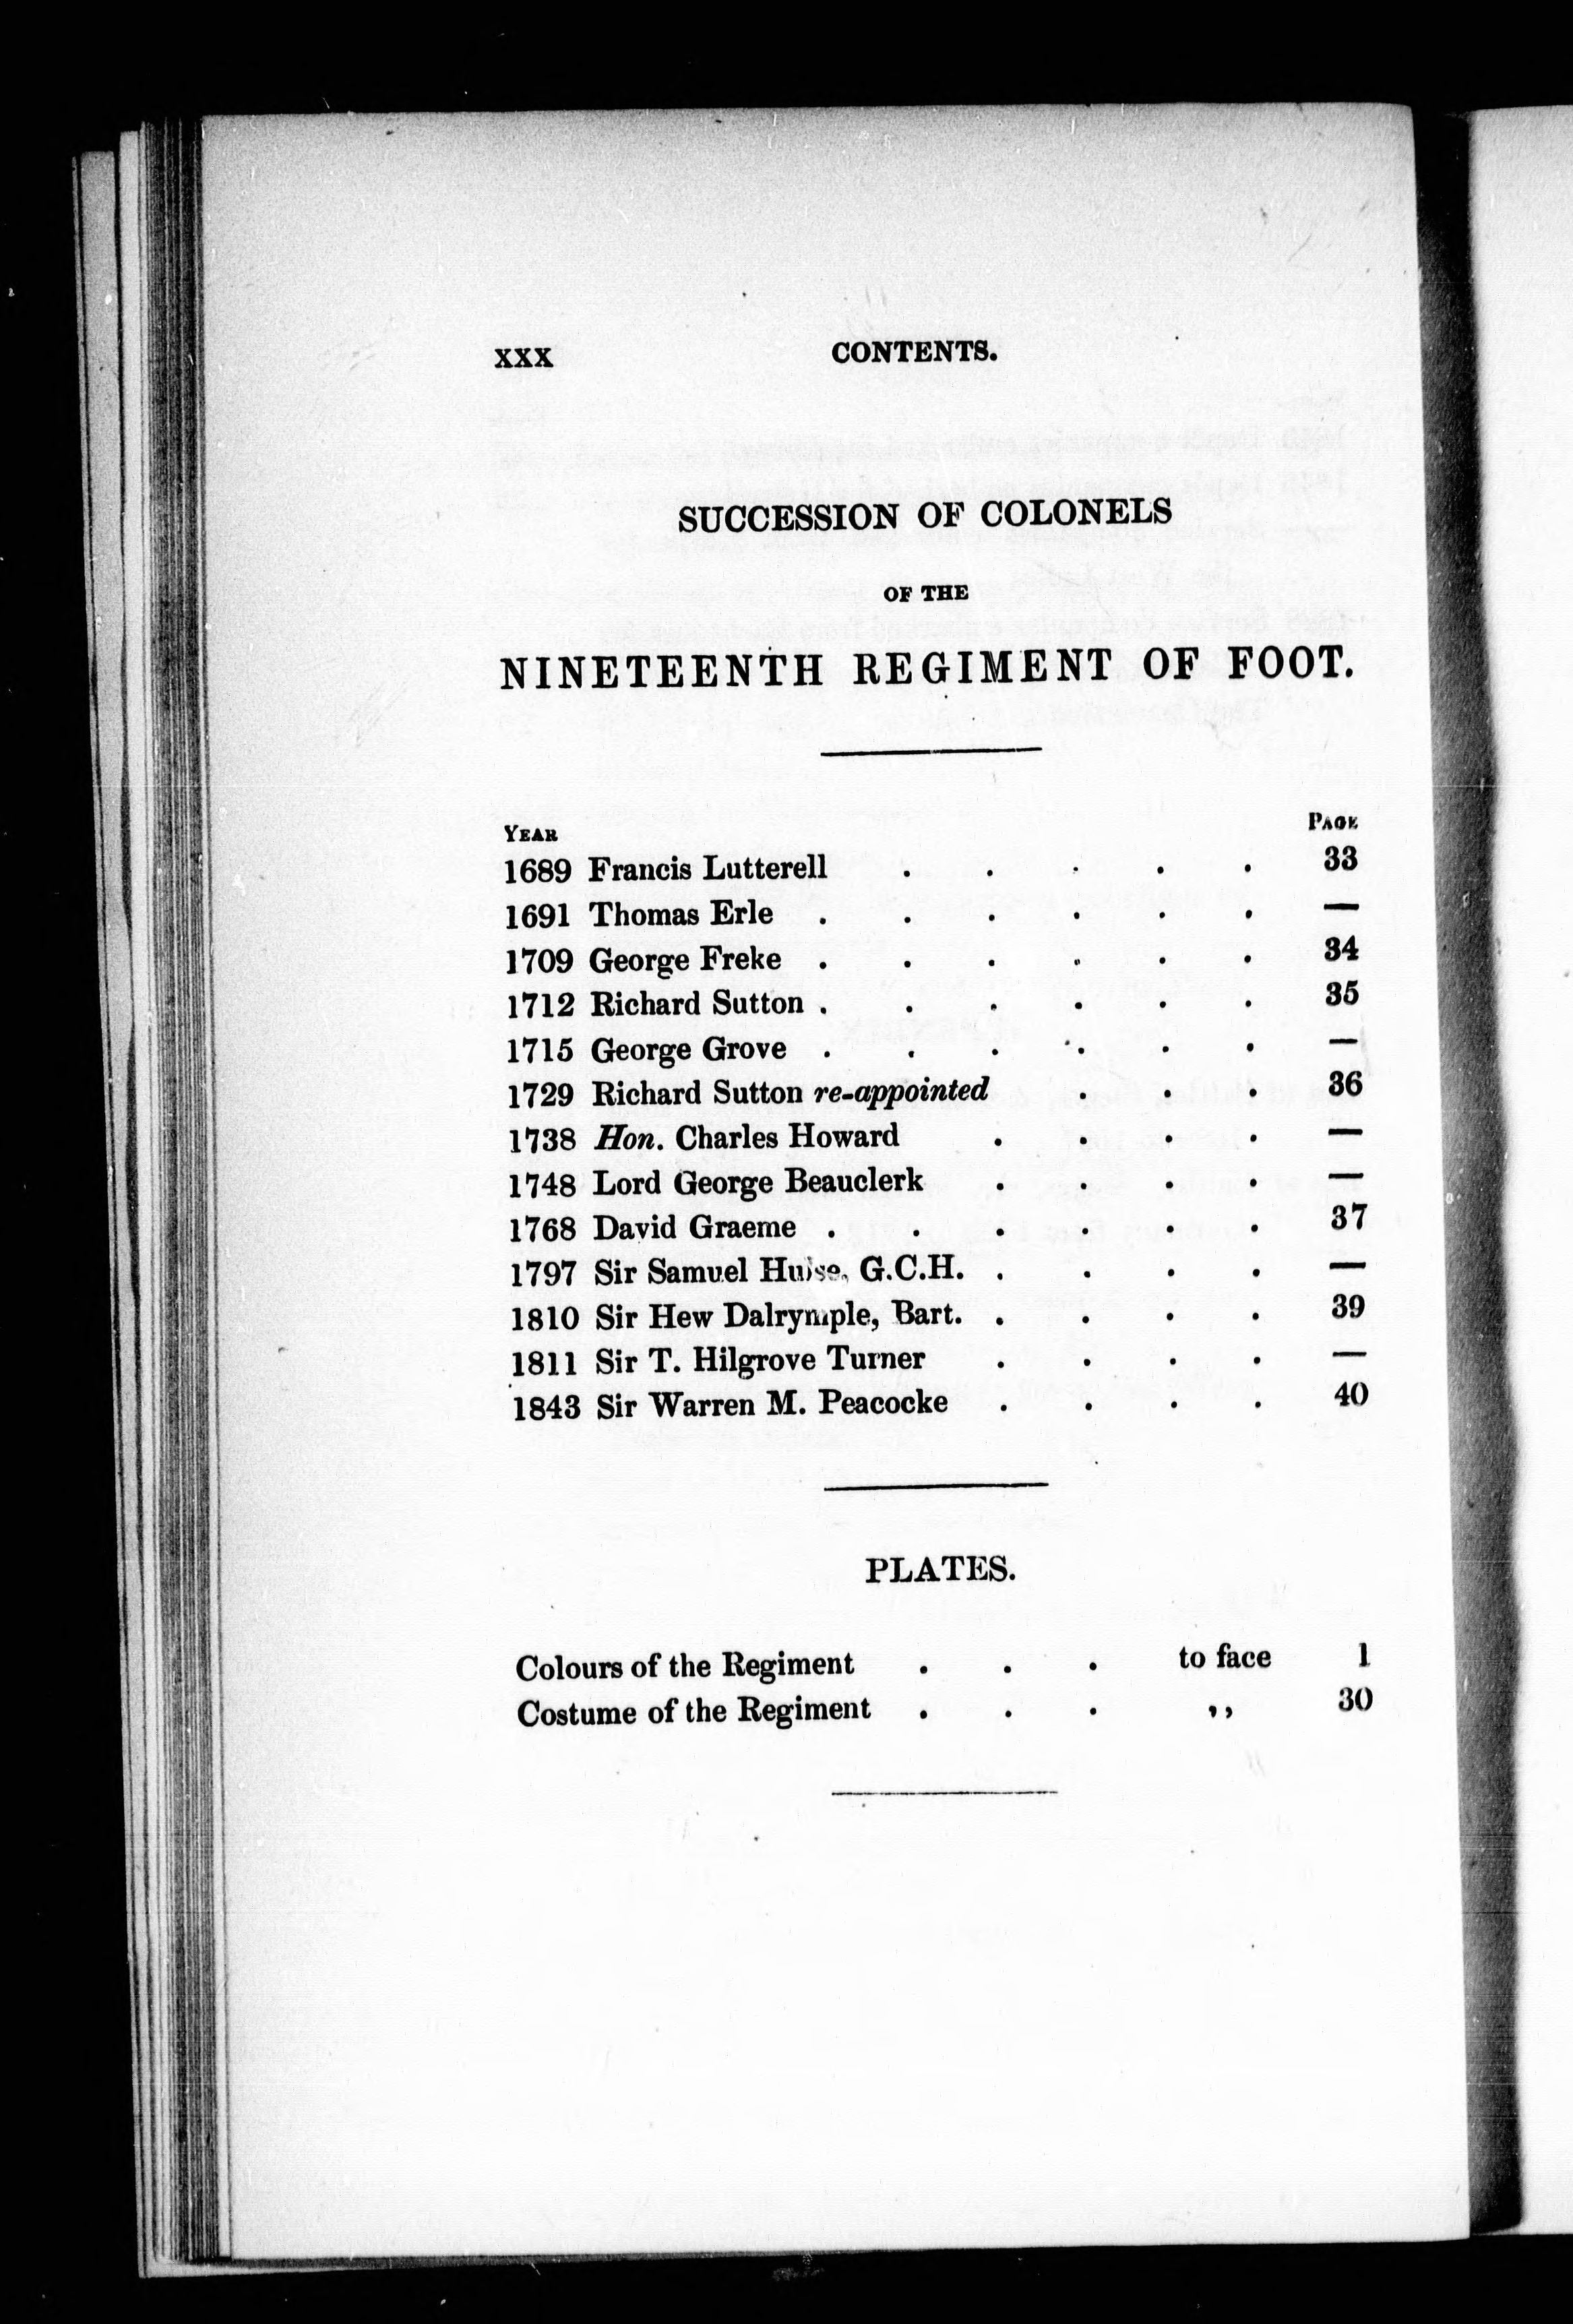 xxx CONTENTS.
SUCCESSION OF COLONELS
OF THE
NINETEENTH REGIMENT OF FOOT.
YEAR PAGE
1689 Francis Lutterell . . . . . 33
1691 Thomas Erle . . . . . . —
1709 George Freke . . . . . . 34
1712 Richard Sutton . . . . . . 35
1715 George Grove . . . . . . —
1729 Richard Sutton re-appointed . . . 36
1738 Hon. Charles Howard . . . . —
1748 Lord George Beauclerk . . . . —
1768 David Graeme . . . . . . 37
1797 Sir Samuel Hulse, G.C.H. . . . . —
1810 Sir Hew Dalrymple, Bart. . . . . 39
1811 Sir T. Hilgrove Turner . . . . —
1843 Sir Warren M. Peacocke . . . . 40
PLATES.
Colours of the Regiment . . . to face 1
Costume of the Regiment . . . ,, 30